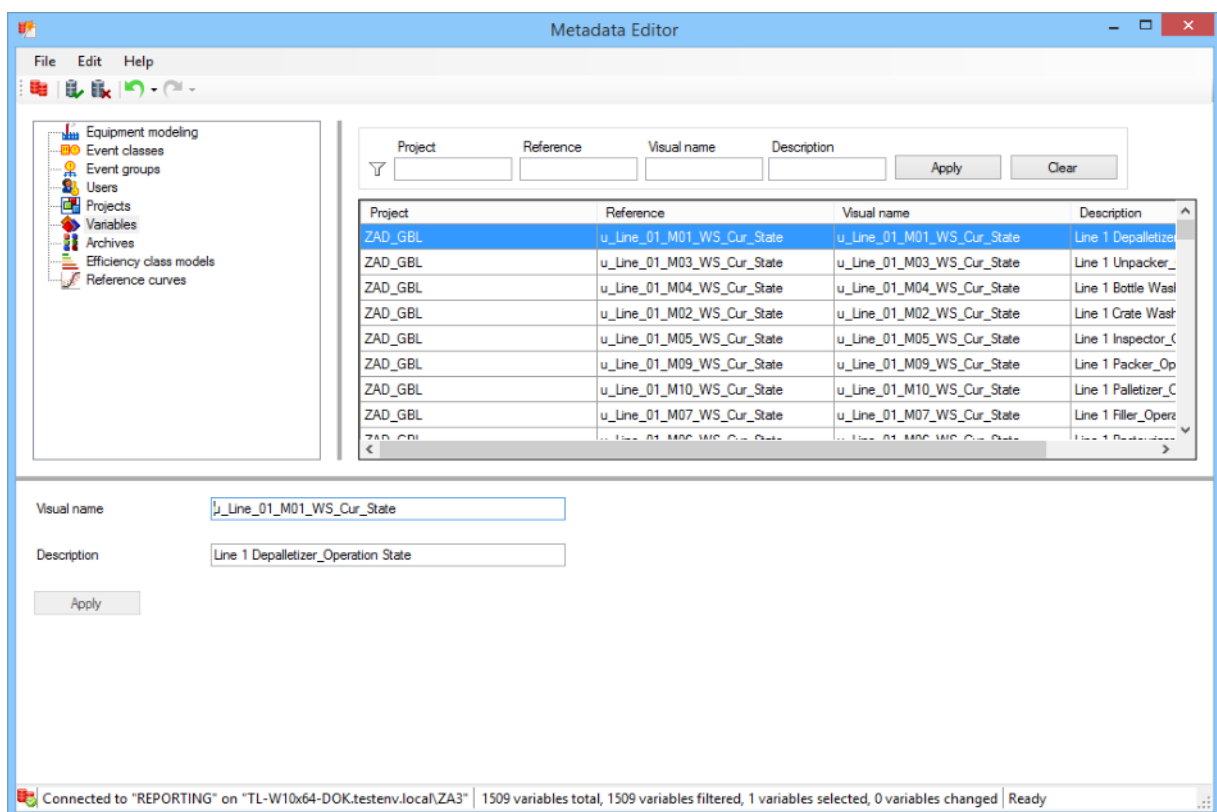 Metadata Editor
File Edit Help
Equipment modeling
Event classes
Event groups
Users
Projects
Variables
Archives
Efficiency class models
Reference curves
Project Reference Visual name Description
Apply Clear
Project Reference Visual name Description
ZAD_GBL u_Line_01_M01_WS_Cur_State u_Line_01_M01_WS_Cur_State Line 1 Depalletize
ZAD_GBL u_Line_01_M03_WS_Cur_State u_Line_01_M03_WS_Cur_State Line 1 Unpacker_
ZAD_GBL u_Line_01_M04_WS_Cur_State u_Line_01_M04_WS_Cur_State Line 1 Bottle Wasl
ZAD_GBL u_Line_01_M02_WS_Cur_State u_Line_01_M02_WS_Cur_State Line 1 Crate Wash
ZAD_GBL u_Line_01_M05_WS_Cur_State u_Line_01_M05_WS_Cur_State Line 1 Inspector_C
ZAD_GBL u_Line_01_M09_WS_Cur_State u_Line_01_M09_WS_Cur_State Line 1 Packer_Op
ZAD_GBL u_Line_01_M10_WS_Cur_State u_Line_01_M10_WS_Cur_State Line 1 Palletizer_C
ZAD_GBL u_Line_01_M07_WS_Cur_State u_Line_01_M07_WS_Cur_State Line 1 Filler_Opera
Visual name u_Line_01_M01_WS_Cur_State
Description Line 1 Depalletizer_Operation State
Apply
Connected to "REPORTING" on "TL-W10x64-DOK.testenv.local\ZA3" 1509 variables total, 1509 variables filtered, 1 variables selected, 0 variables changed Ready